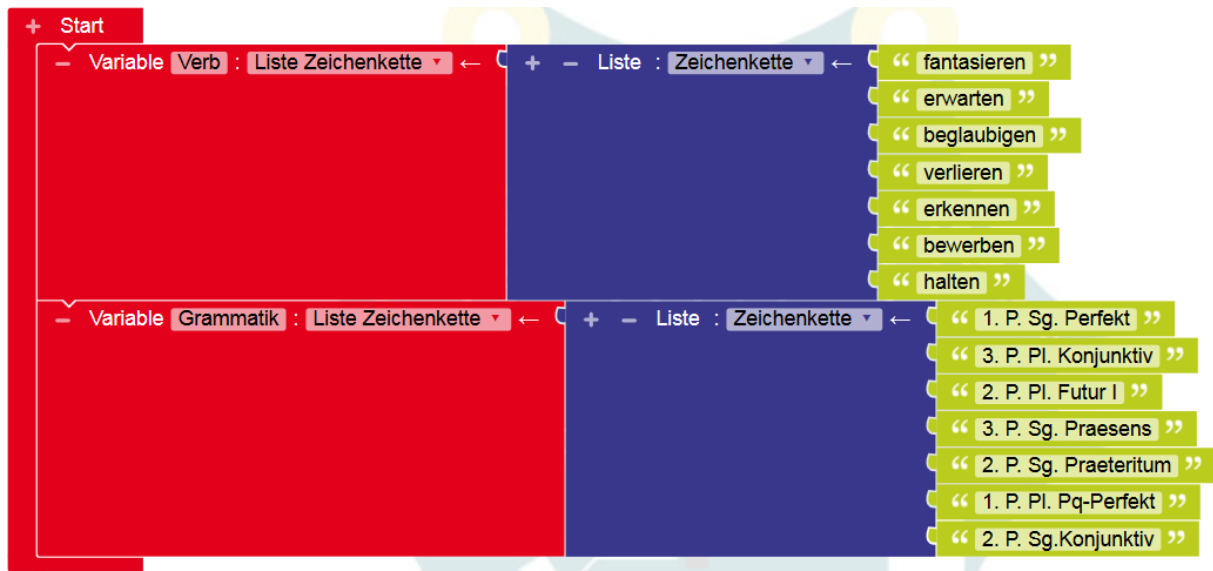 + Start
– Variable Verb : Liste Zeichenkette ▾ ← + – Liste : Zeichenkette ▾ ← “ fantasieren ”
“ erwarten ”
“ beglaubigen ”
“ verlieren ”
“ erkennen ”
“ bewerben ”
“ halten ”
– Variable Grammatik : Liste Zeichenkette ▾ ← + – Liste : Zeichenkette ▾ ← “ 1. P. Sg. Perfekt ”
“ 3. P. Pl. Konjunktiv ”
“ 2. P. Pl. Futur I ”
“ 3. P. Sg. Praesens ”
“ 2. P. Sg. Praeteritum ”
“ 1. P. Pl. Pq-Perfekt ”
“ 2. P. Sg.Konjunktiv ”